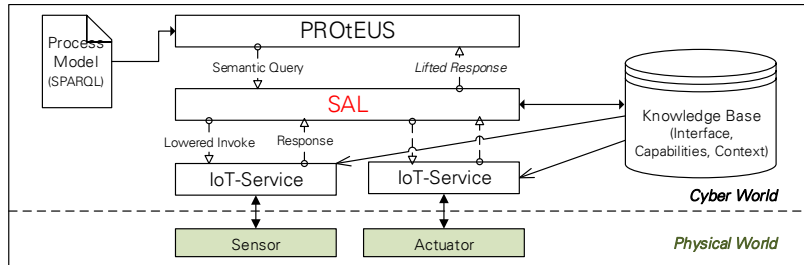 Process
Model
(SPARQL)
PROtEUS
Semantic Query
Lifted Response
SAL
Lowered Invoke
Response
Knowledge Base
(Interface,
Capabilities, Context)
IoT-Service
IoT-Service
Cyber World
Sensor
Actuator
Physical World